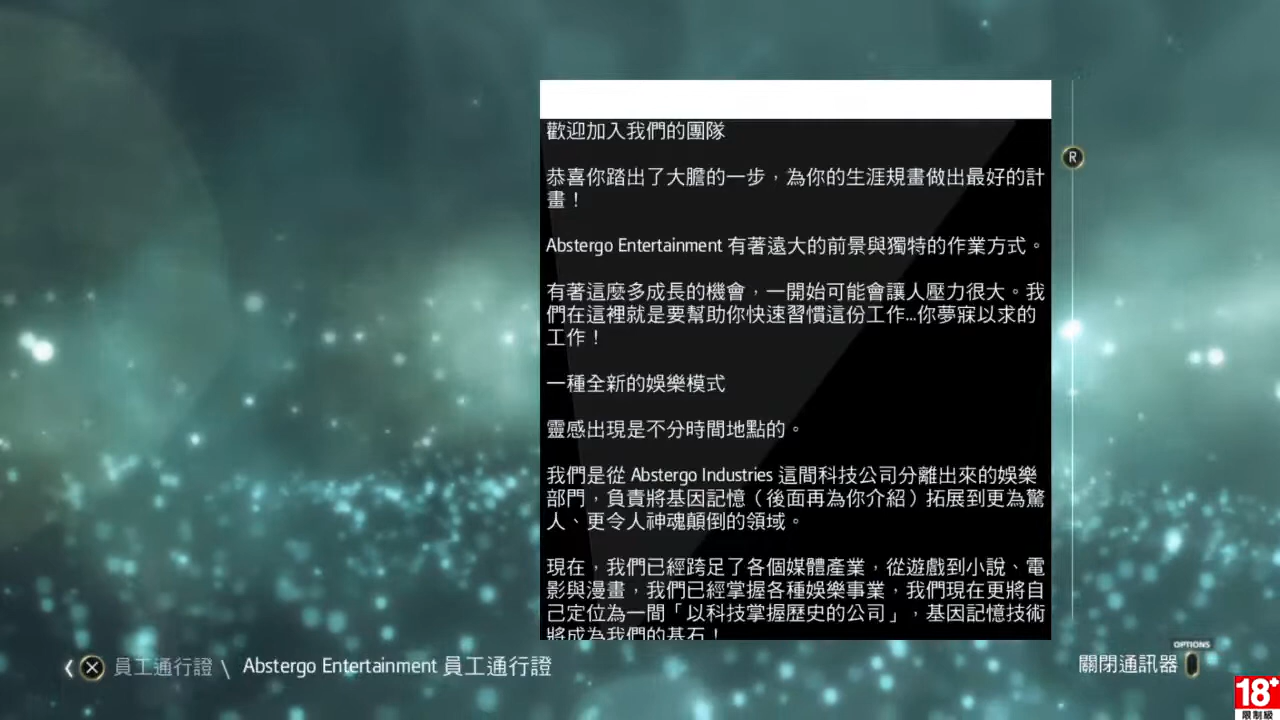 歡迎加入我們的團隊
恭喜你踏出了大膽的一步，為你的生涯規畫做出最好的計
畫！
Abstergo Entertainment 有著遠大的前景與獨特的作業方式。
有著這麼多成長的機會，一開始可能會讓人壓力很大。我
們在這裡就是要幫助你快速習慣這份工作...你夢寐以求的
工作！
一種全新的娛樂模式
靈感出現是不分時間地點的。
我們是從 Abstergo Industries 這間科技公司分離出來的娛樂
部門，負責將基因記憶（後面再為你介紹）拓展到更為驚
人、更令人神魂顛倒的領域。
現在，我們已經跨足了各個媒體產業，從遊戲到小說、電
影與漫畫，我們已經掌握各種娛樂事業，我們現在更將自
己定位為一間「以科技掌握歷史的公司」，基因記憶技術
將成為我們的基石！
R
員工通行證 \ Abstergo Entertainment 員工通行證
OPTIONS
關閉通訊器
18+
限制級